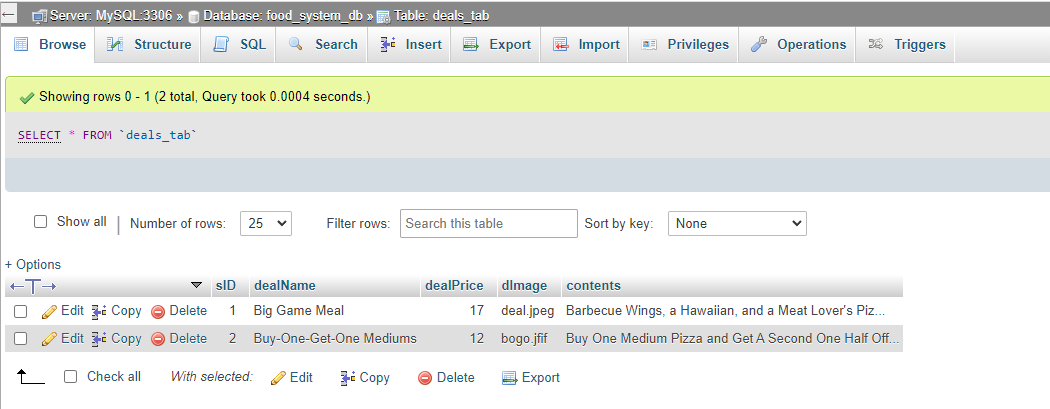 Server: MySQL:3306 » Database: food_system_db » Table: deals_tab
Browse Structure SQL Search Insert Export Import Privileges Operations Triggers
Showing rows 0 - 1 (2 total, Query took 0.0004 seconds.)
SELECT * FROM `deals_tab`
Show all | Number of rows: 25 Filter rows: Search this table Sort by key: None
+ Options
←T→ sID dealName dealPrice dImage contents
Edit Copy Delete 1 Big Game Meal 17 deal.jpeg Barbecue Wings, a Hawaiian, and a Meat Lover's Piz...
Edit Copy Delete 2 Buy-One-Get-One Mediums 12 bogo.jfif Buy One Medium Pizza and Get A Second One Half Off...
Check all With selected: Edit Copy Delete Export